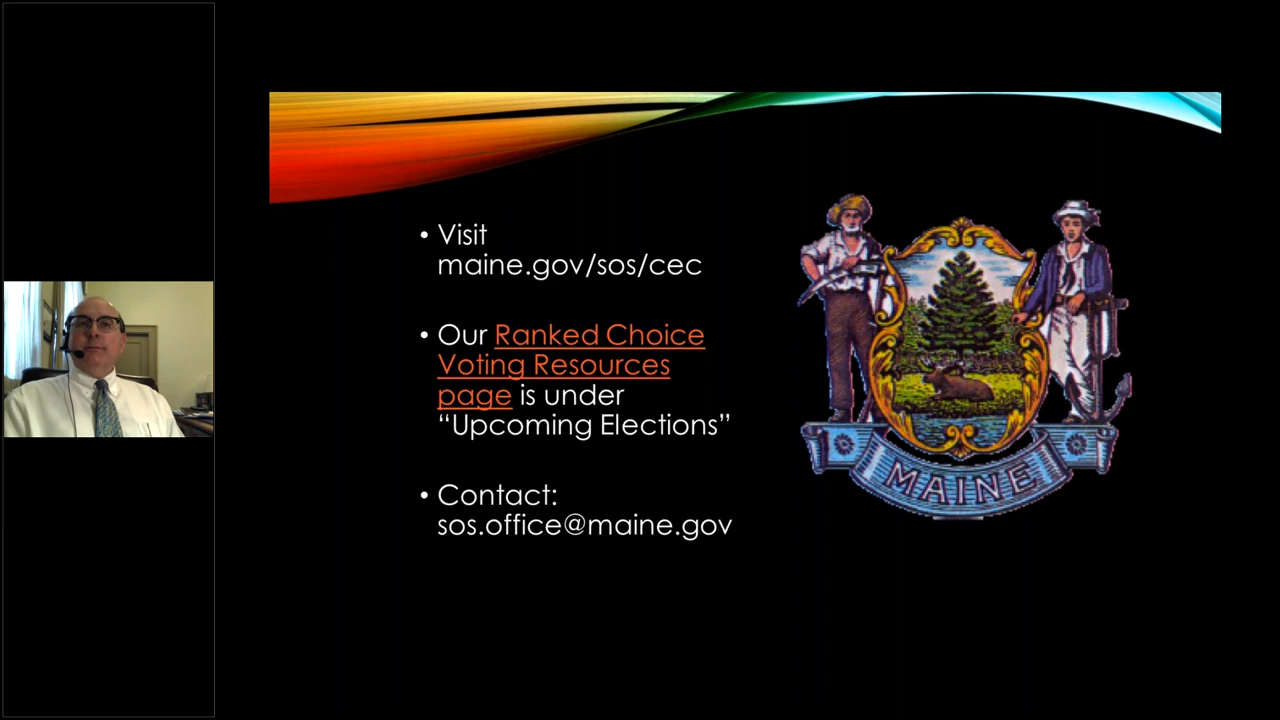 • Visit
maine.gov/sos/cec
• Our Ranked Choice
Voting Resources
page is under
“Upcoming Elections”
• Contact:
sos.office@maine.gov
MAINE